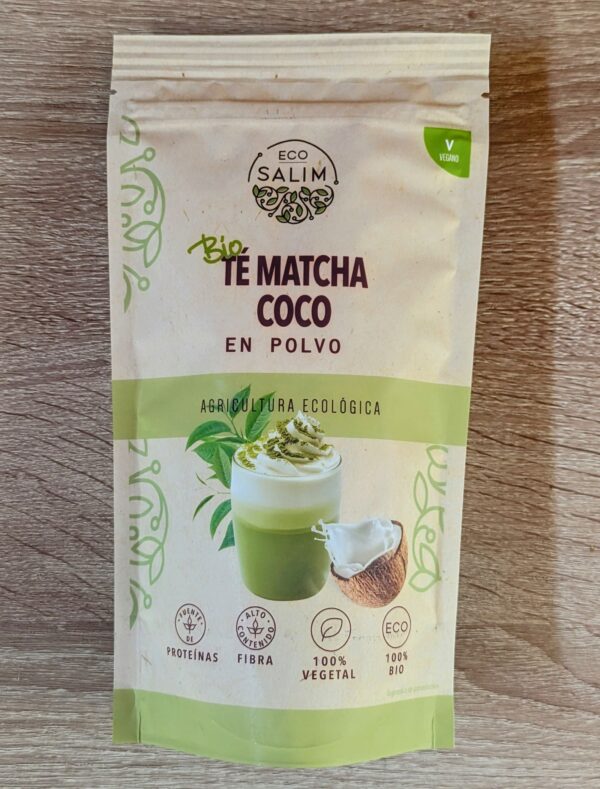 ECO
SALIM
V
VEGANO
Bio
TÉ MATCHA
COCO
EN POLVO
AGRICULTURA ECOLÓGICA
FUENTE
DE
PROTEÍNAS
ALTO
CONTENIDO
FIBRA
100%
VEGETAL
ECO
100%
BIO